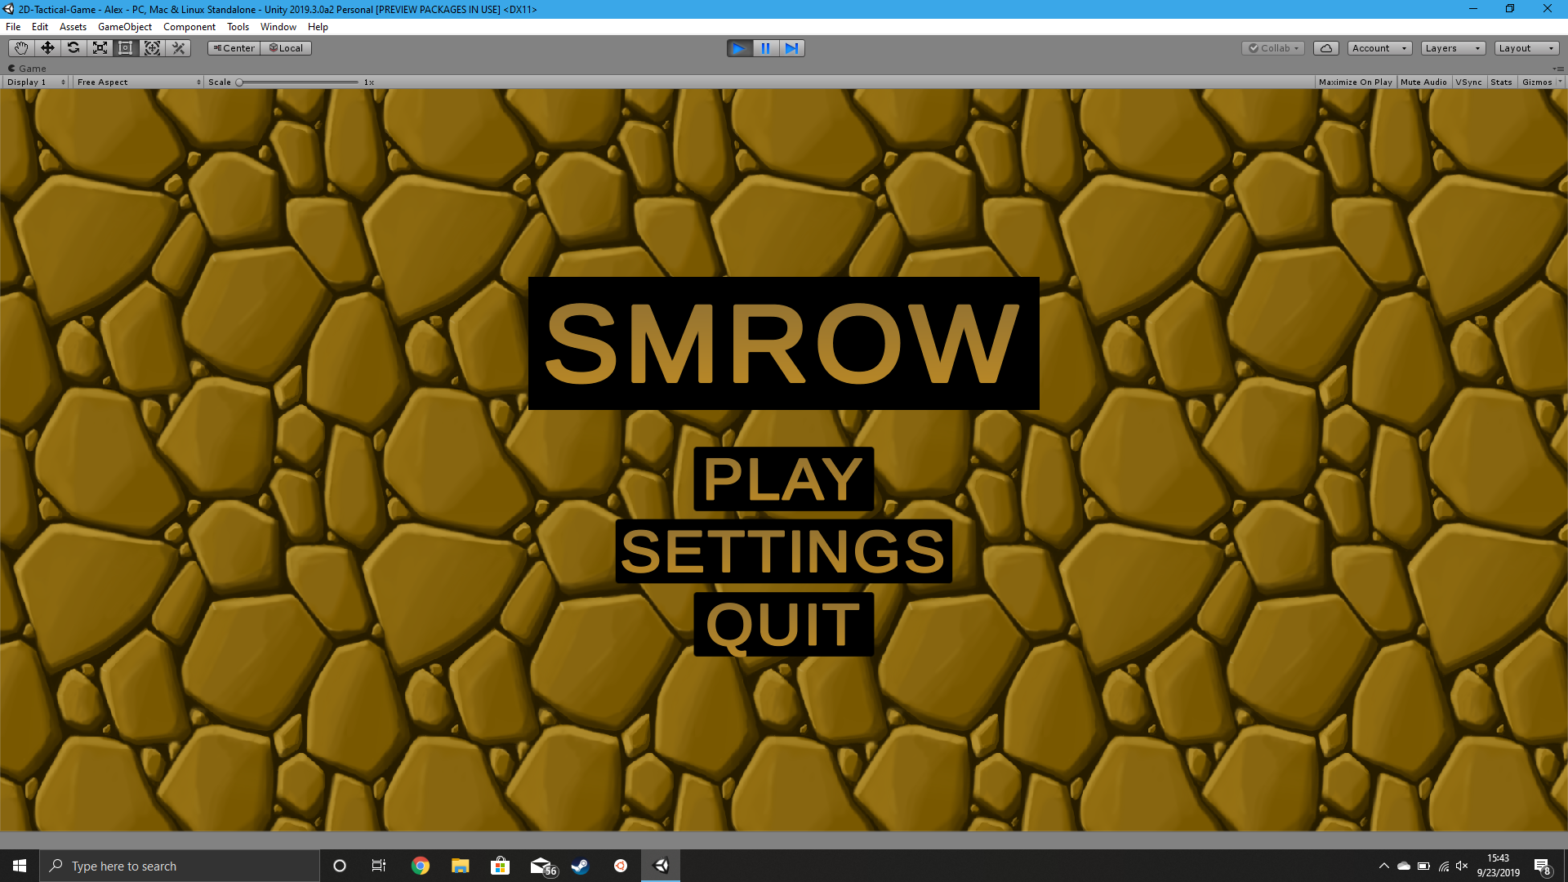 2D-Tactical-Game - Alex - PC, Mac & Linux Standalone - Unity 2019.3.0a2 Personal [PREVIEW PACKAGES IN USE] <DX11>
File Edit Assets GameObject Component Tools Window Help
Center Local Collab Account Layers Layout
Game
Display 1 Free Aspect Scale 1x Maximize On Play Mute Audio VSync Stats Gizmos
SMROW
PLAY
SETTINGS
QUIT
Type here to search 56 15:43
9/23/2019 8